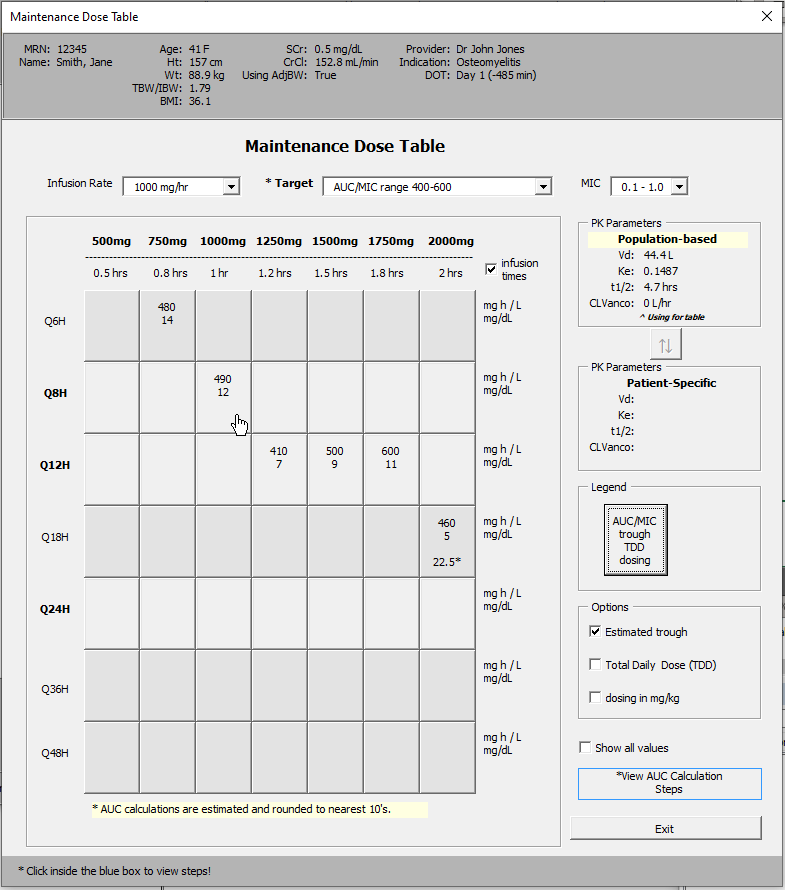 Maintenance Dose Table
MRN: 12345
Name: Smith, Jane
Age: 41 F
Ht: 157 cm
Wt: 88.9 kg
TBW/IBW: 1.79
BMI: 36.1
SCr: 0.5 mg/dL
CrCl: 152.8 mL/min
Using AdjBW: True
Provider: Dr John Jones
Indication: Osteomyelitis
DOT: Day 1 (-485 min)
Maintenance Dose Table
Infusion Rate 1000 mg/hr * Target AUC/MIC range 400-600 MIC 0.1 - 1.0
500mg 750mg 1000mg 1250mg 1500mg 1750mg 2000mg
0.5 hrs 0.8 hrs 1 hr 1.2 hrs 1.5 hrs 1.8 hrs 2 hrs
infusion
times
Q6H
480
14
mg h / L
mg/dL
Q8H
490
12
mg h / L
mg/dL
Q12H
410 500 600
7 9 11
mg h / L
mg/dL
Q18H
460
5
22.5*
mg h / L
mg/dL
Q24H
mg h / L
mg/dL
Q36H
mg h / L
mg/dL
Q48H
mg h / L
mg/dL
* AUC calculations are estimated and rounded to nearest 10's.
PK Parameters
Population-based
Vd: 44.4 L
Ke: 0.1487
t1/2: 4.7 hrs
CLVanco: 0 L/hr
^ Using for table
PK Parameters
Patient-Specific
Vd:
Ke:
t1/2:
CLVanco:
Legend
AUC/MIC
trough
TDD
dosing
Options
Estimated trough
Total Daily Dose (TDD)
dosing in mg/kg
Show all values
*View AUC Calculation
Steps
Exit
* Click inside the blue box to view steps!